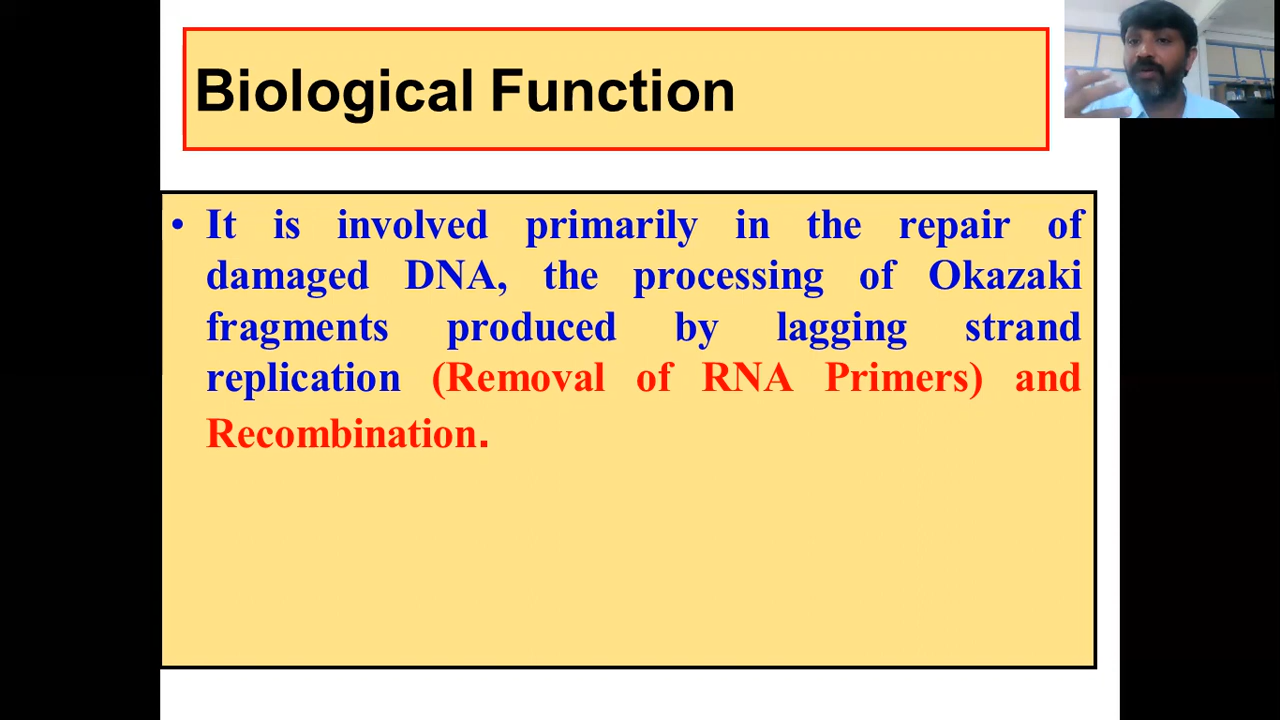 Biological Function
• It is involved primarily in the repair of
damaged DNA, the processing of Okazaki
fragments produced by lagging strand
replication (Removal of RNA Primers) and
Recombination.